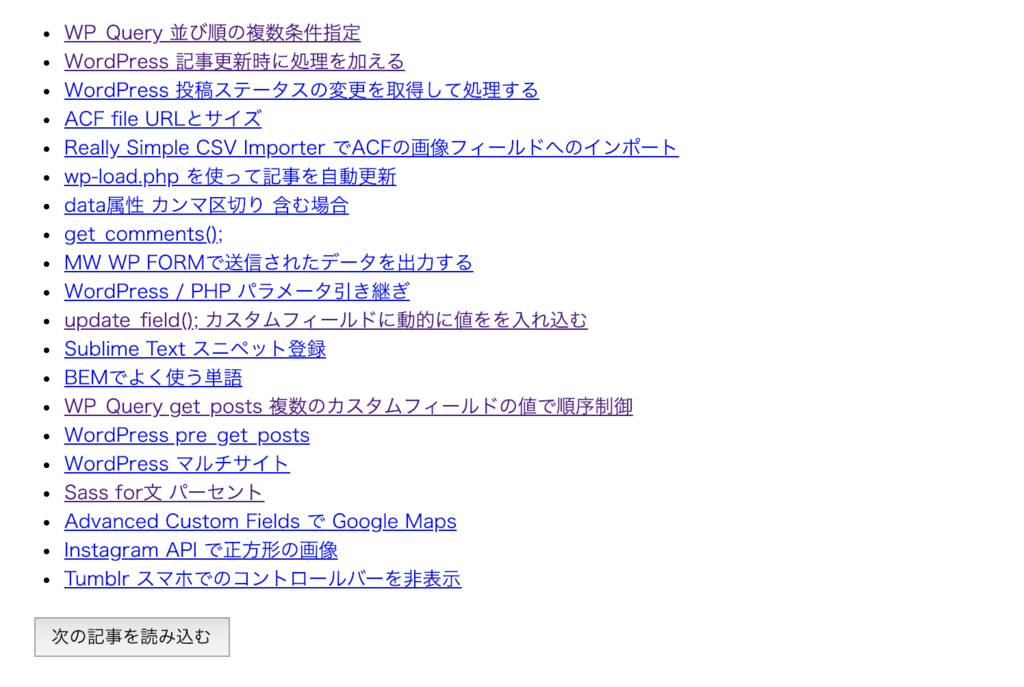 WP_Query 並び順の複数条件指定
WordPress 記事更新時に処理を加える
WordPress 投稿ステータスの変更を取得して処理する
ACF file URLとサイズ
Really Simple CSV Importer でACFの画像フィールドへのインポート
wp-load.php を使って記事を自動更新
data属性 カンマ区切り 含む場合
get_comments();
MW WP FORMで送信されたデータを出力する
WordPress / PHP パラメータ引き継ぎ
update_field(); カスタムフィールドに動的に値をを入れ込む
Sublime Text スニペット登録
BEMでよく使う単語
WP_Query get_posts 複数のカスタムフィールドの値で順序制御
WordPress pre_get_posts
WordPress マルチサイト
Sass for文 パーセント
Advanced Custom Fields で Google Maps
Instagram API で正方形の画像
Tumblr スマホでのコントロールバーを非表示
次の記事を読み込む